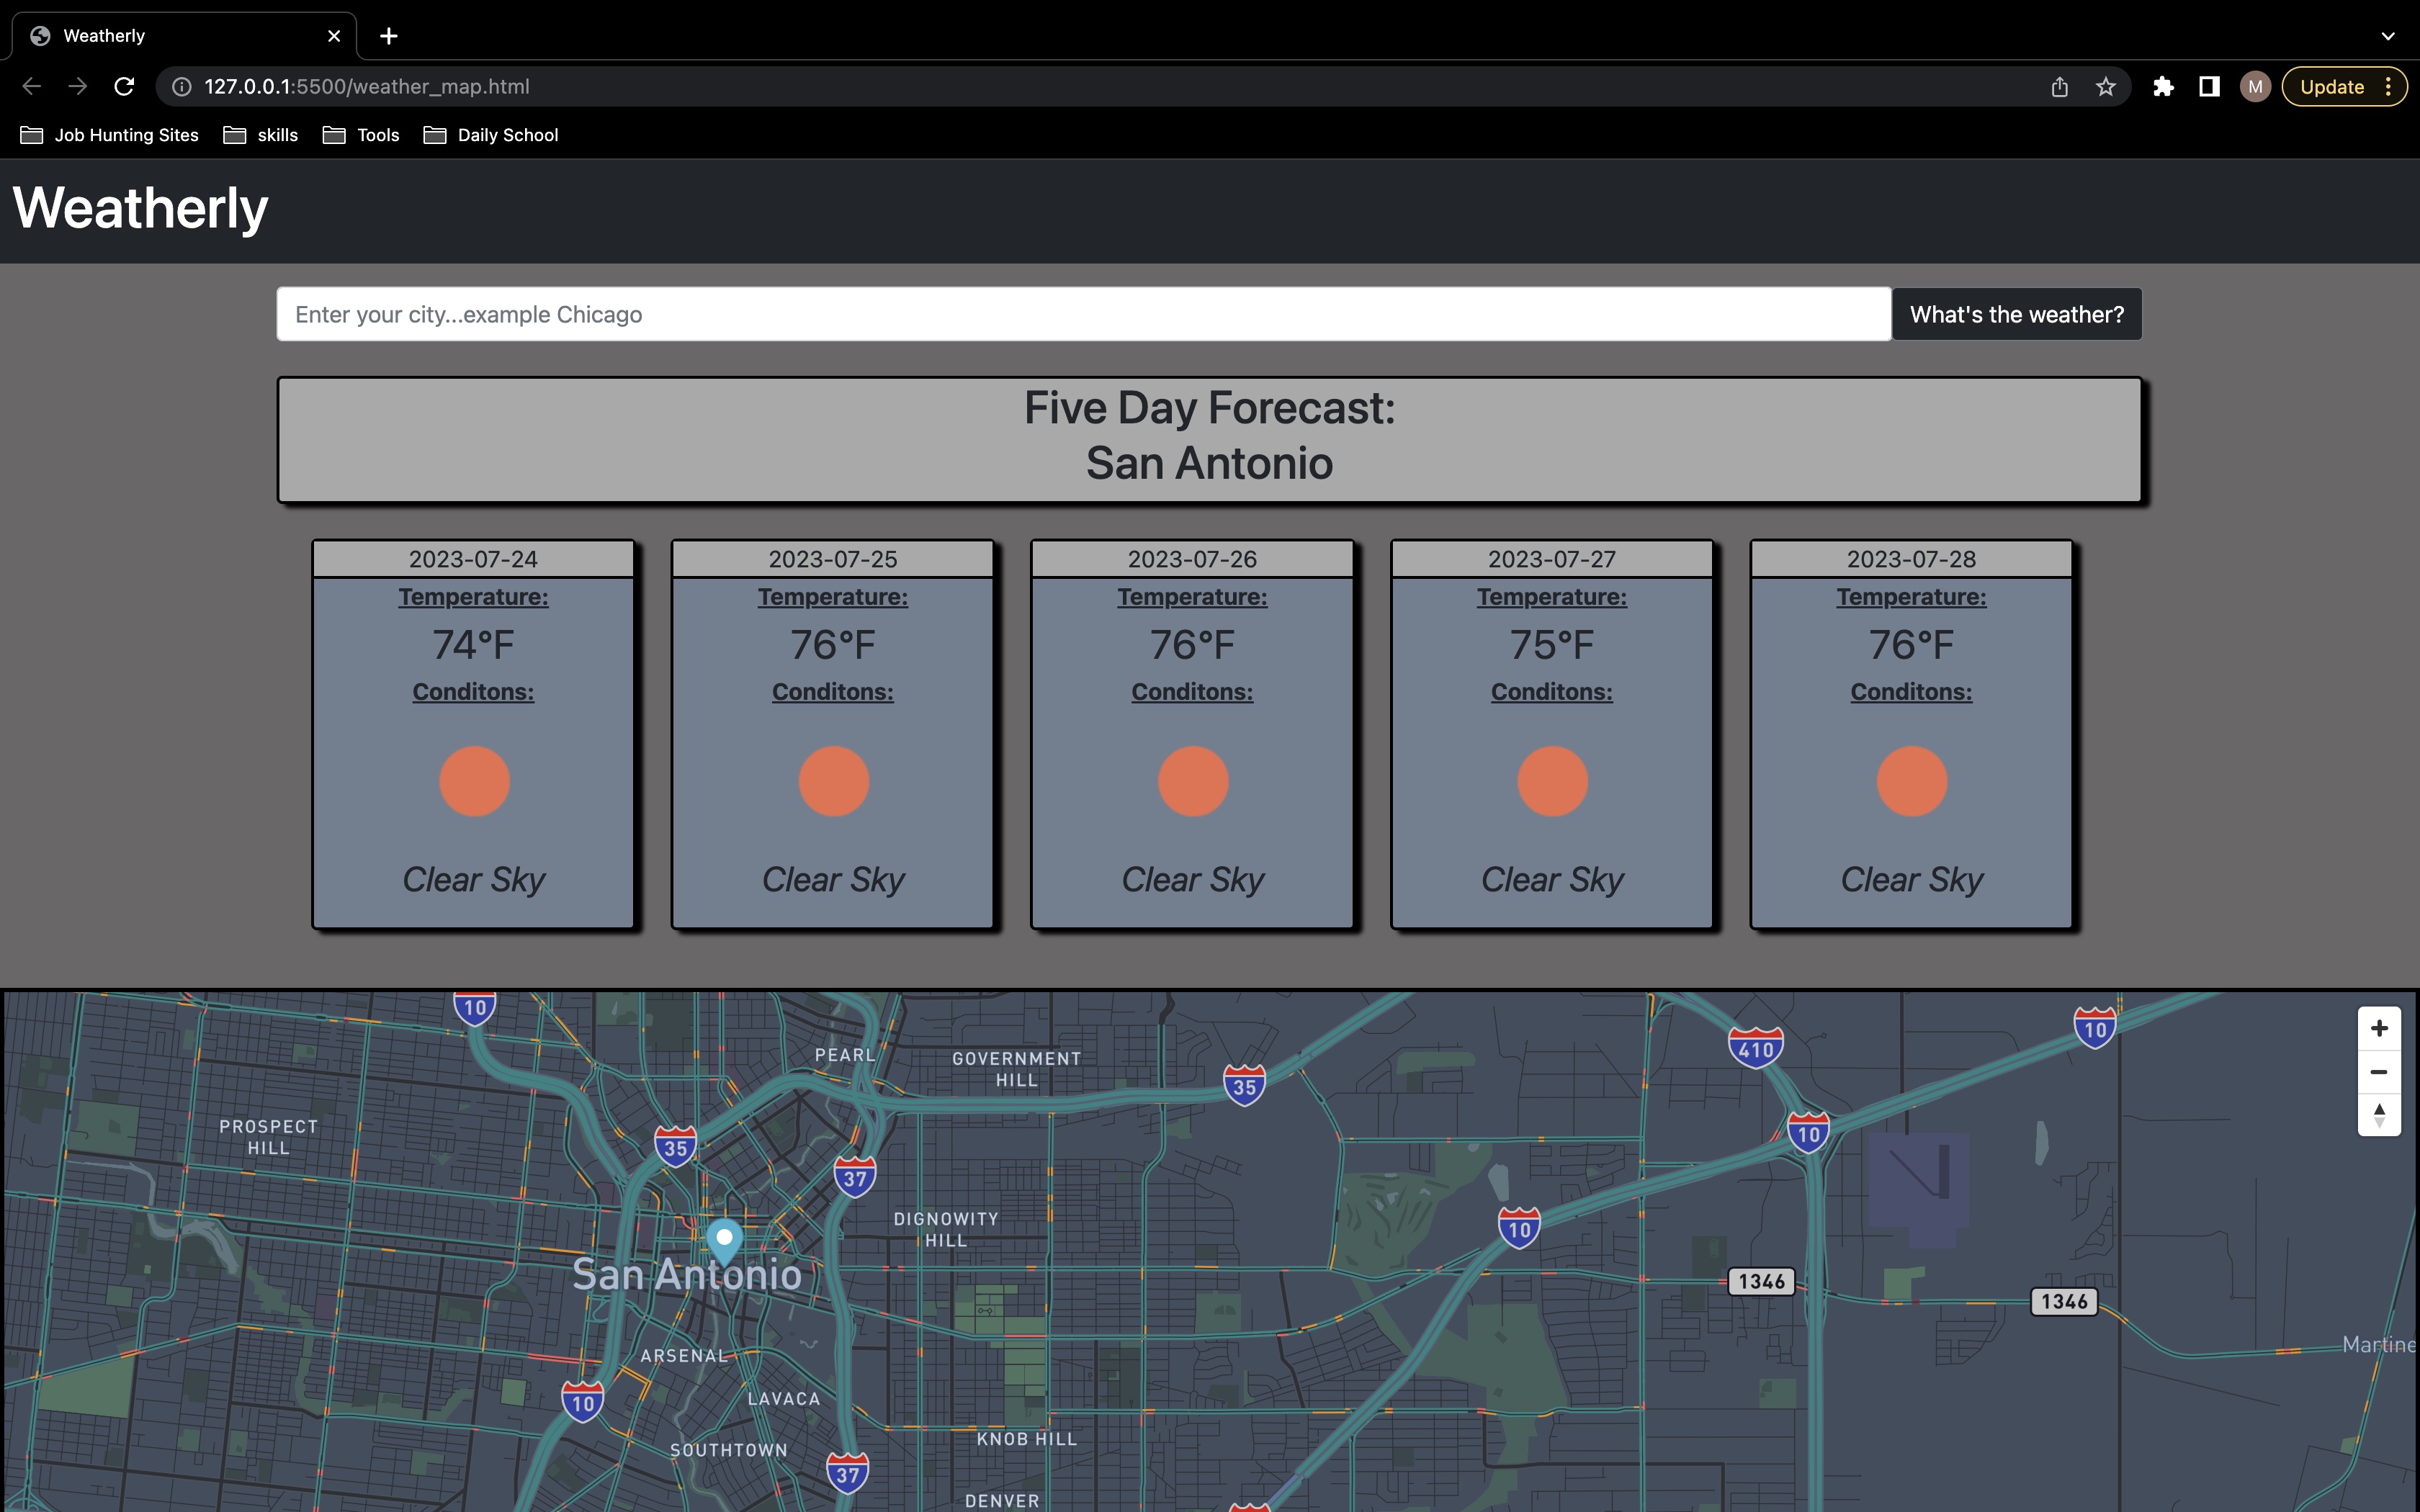 Weatherly
127.0.0.1:5500/weather_map.html
M
Update
Job Hunting Sites
skills
Tools
Daily School
Weatherly
Enter your city...example Chicago
What's the weather?
Five Day Forecast:
San Antonio
2023-07-24
Temperature:
74°F
Conditons:
Clear Sky
2023-07-25
Temperature:
76°F
Conditons:
Clear Sky
2023-07-26
Temperature:
76°F
Conditons:
Clear Sky
2023-07-27
Temperature:
75°F
Conditons:
Clear Sky
2023-07-28
Temperature:
76°F
Conditons:
Clear Sky
10
10
410
PEARL
GOVERNMENT
HILL
35
PROSPECT
HILL
35
10
37
DIGNOWITY
HILL
10
San Antonio
1346
1346
Martine
ARSENAL
LAVACA
10
KNOB HILL
SOUTHTOWN
37
DENVER